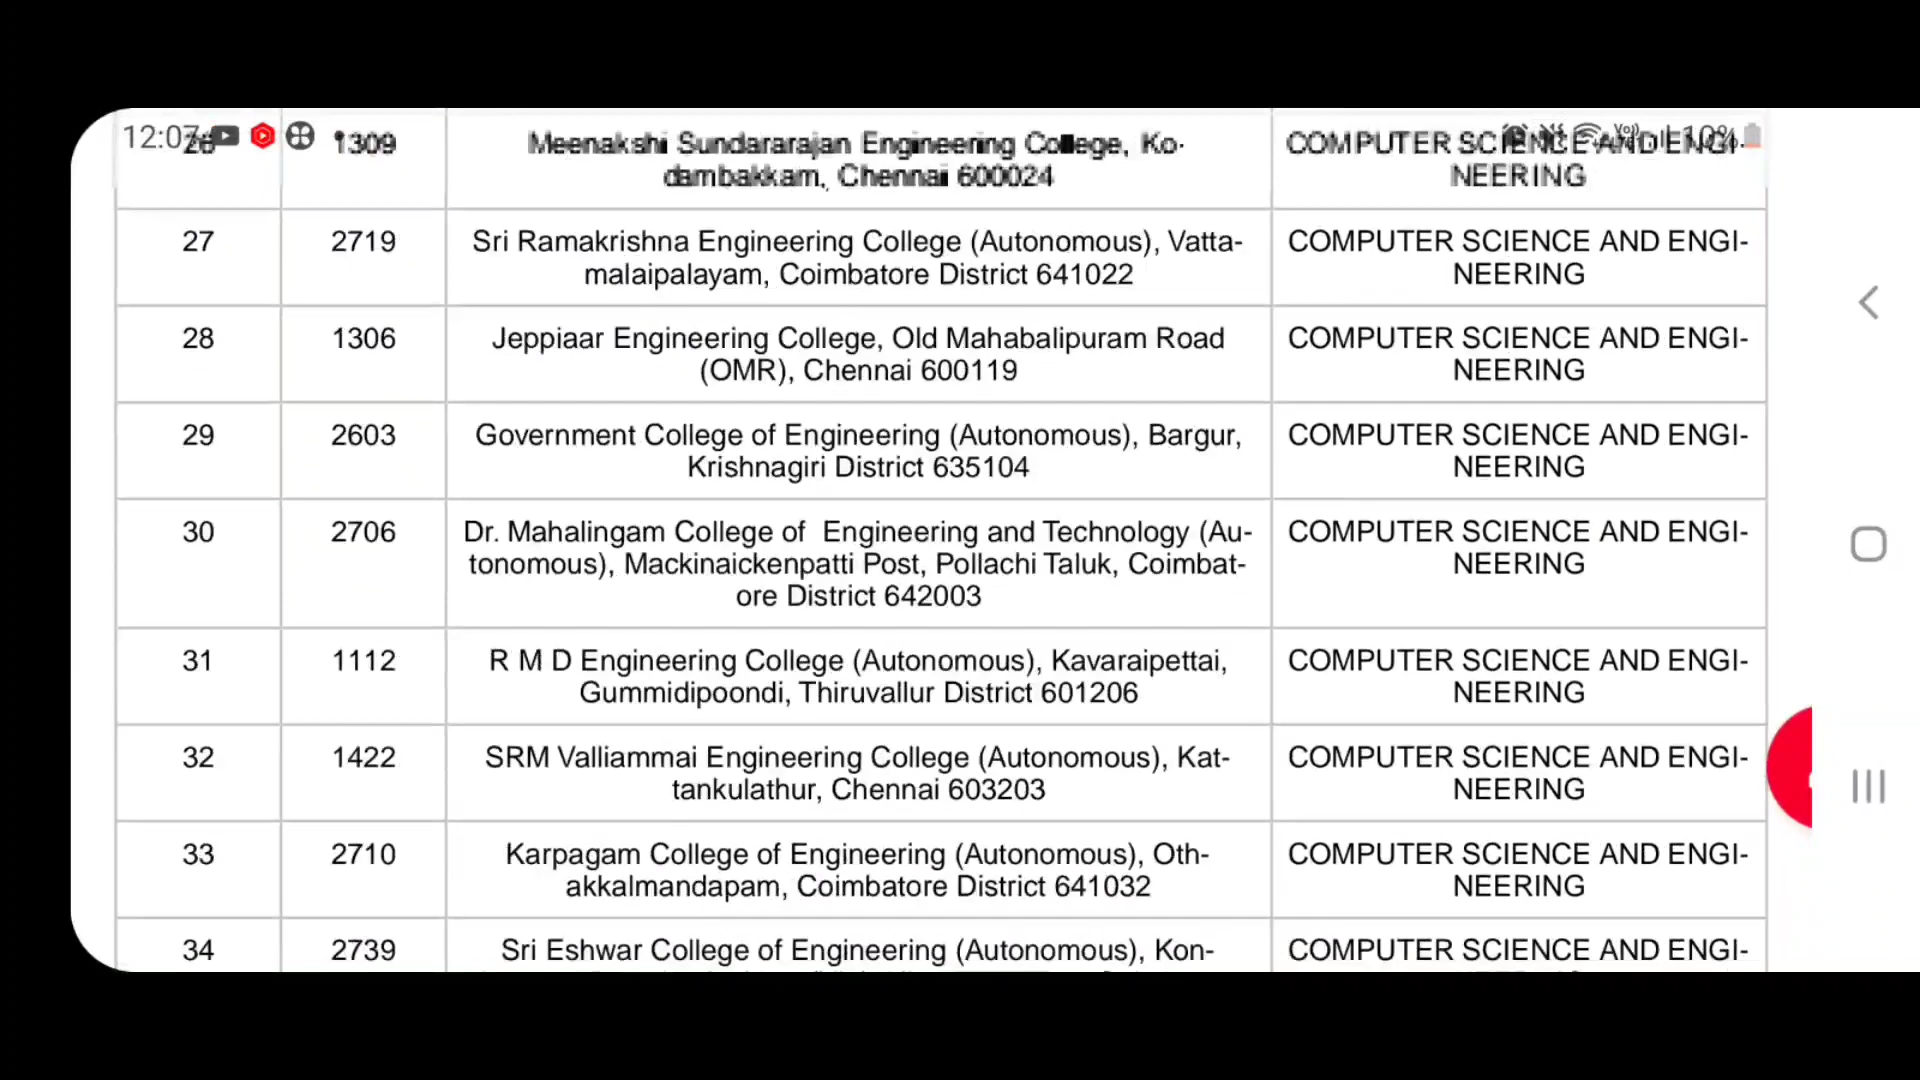 12:07
26 1309 Meenakshi Sundararajan Engineering College, Ko- COMPUTER SCIENCE AND ENGI-
dambakkam, Chennai 600024 NEERING
27 2719 Sri Ramakrishna Engineering College (Autonomous), Vatta- COMPUTER SCIENCE AND ENGI-
malaipalayam, Coimbatore District 641022 NEERING
28 1306 Jeppiaar Engineering College, Old Mahabalipuram Road COMPUTER SCIENCE AND ENGI-
(OMR), Chennai 600119 NEERING
29 2603 Government College of Engineering (Autonomous), Bargur, COMPUTER SCIENCE AND ENGI-
Krishnagiri District 635104 NEERING
30 2706 Dr. Mahalingam College of Engineering and Technology (Au- COMPUTER SCIENCE AND ENGI-
tonomous), Mackinaickenpatti Post, Pollachi Taluk, Coimbat- NEERING
ore District 642003
31 1112 R M D Engineering College (Autonomous), Kavaraipettai, COMPUTER SCIENCE AND ENGI-
Gummidipoondi, Thiruvallur District 601206 NEERING
32 1422 SRM Valliammai Engineering College (Autonomous), Kat- COMPUTER SCIENCE AND ENGI-
tankulathur, Chennai 603203 NEERING
33 2710 Karpagam College of Engineering (Autonomous), Oth- COMPUTER SCIENCE AND ENGI-
akkalmandapam, Coimbatore District 641032 NEERING
34 2739 Sri Eshwar College of Engineering (Autonomous), Kon- COMPUTER SCIENCE AND ENGI-